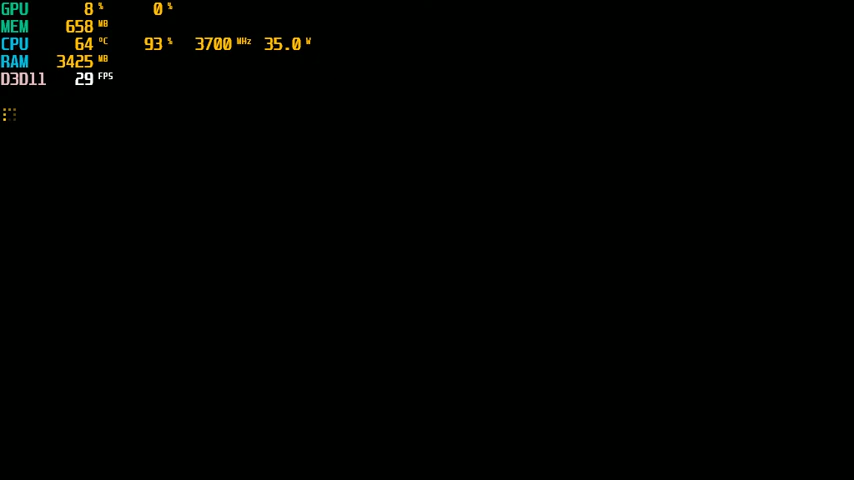 GPU 8 % 0 %
MEM 658 MB
CPU 64 °C 93 % 3700 MHz 35.0 W
RAM 3425 MB
D3D11 29 FPS